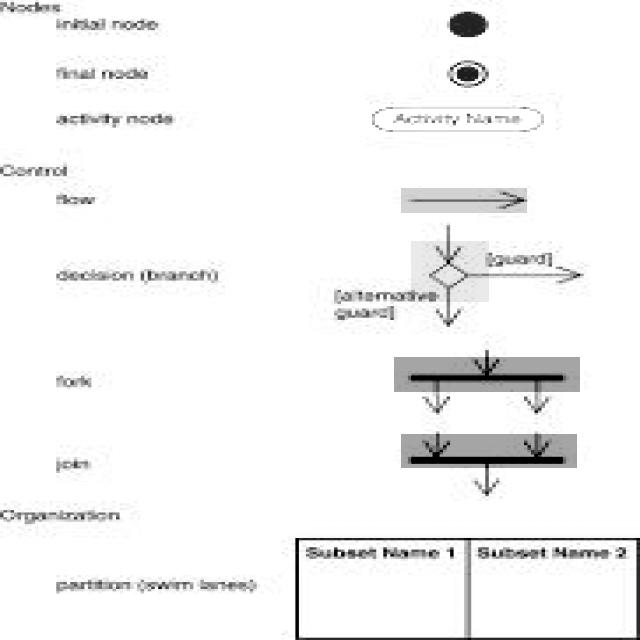 Nodes
initial node
final node
activity node
Activity Name
Control
flow
decision (branch)
[guard]
[alternative
guard]
fork
join
Organization
partition (swim lanes)
Subset Name 1
Subset Name 2